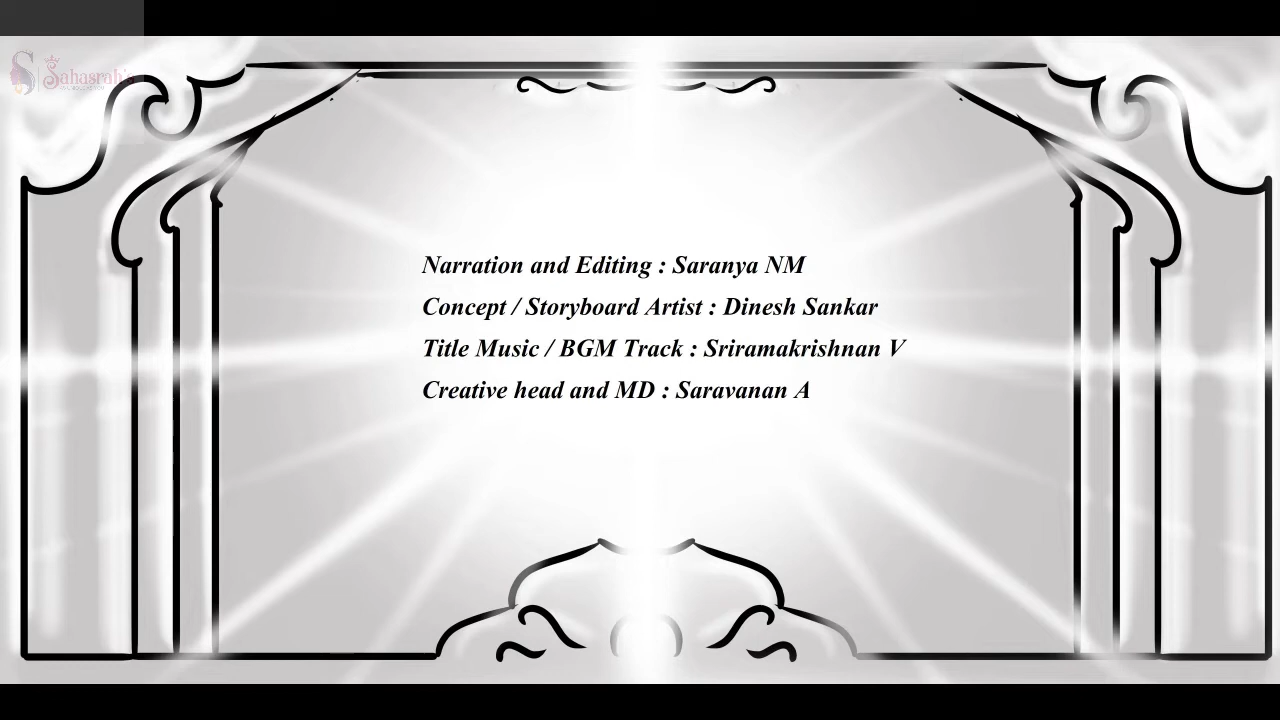 Sahasrah's
Narration and Editing : Saranya NM
Concept / Storyboard Artist : Dinesh Sankar
Title Music / BGM Track : Sriramakrishnan V
Creative head and MD : Saravanan A